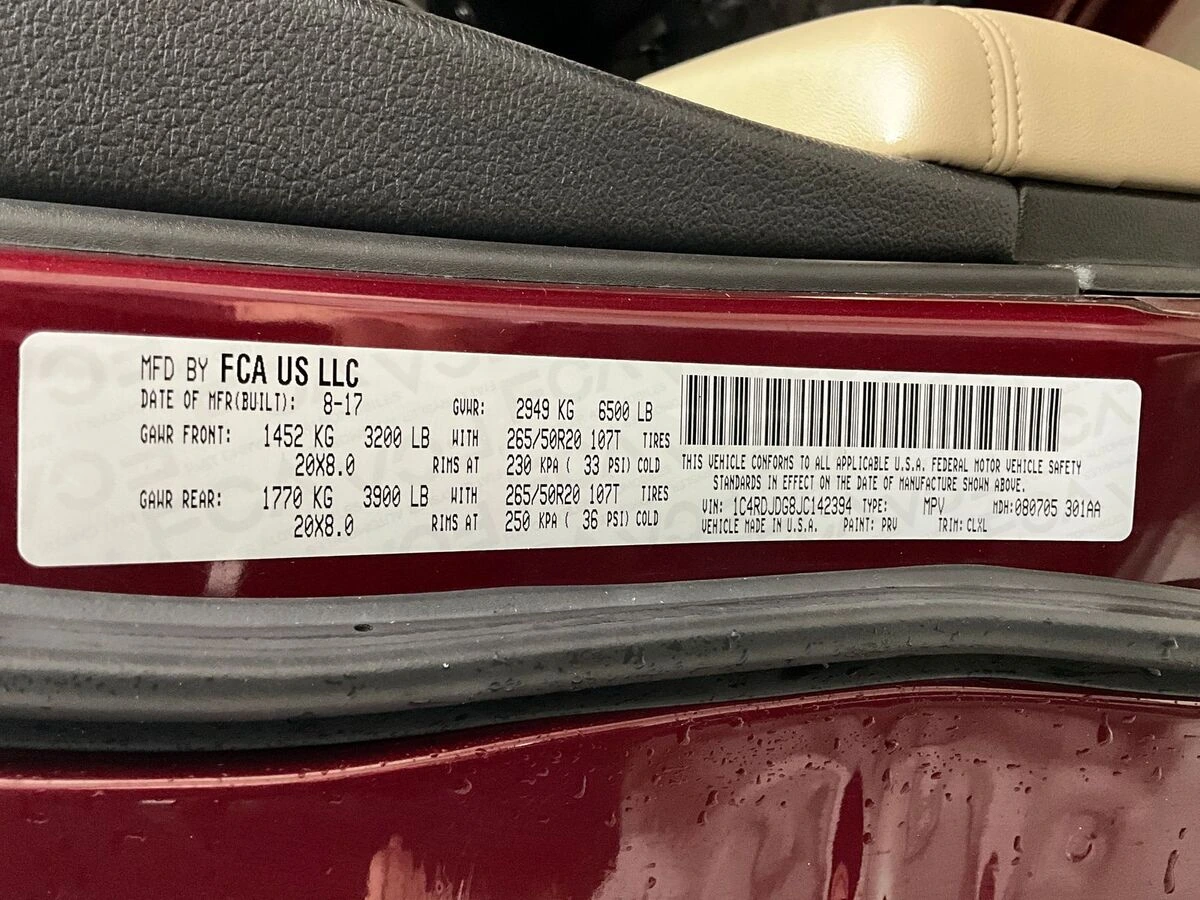 MFD BY FCA US LLC
DATE OF MFR(BUILT): 8-17 GVWR: 2949 KG 6500 LB
GAWR FRONT: 1452 KG 3200 LB WITH 265/50R20 107T TIRES
20X8.0 RIMS AT 230 KPA ( 33 PSI) COLD
GAWR REAR: 1770 KG 3900 LB WITH 265/50R20 107T TIRES
20X8.0 RIMS AT 250 KPA ( 36 PSI) COLD
THIS VEHICLE CONFORMS TO ALL APPLICABLE U.S.A. FEDERAL MOTOR VEHICLE SAFETY
STANDARDS IN EFFECT ON THE DATE OF MANUFACTURE SHOWN ABOVE.
VIN: 1C4RDJDG8JC142394 TYPE: MPV MDH:080705 301AA
VEHICLE MADE IN U.S.A. PAINT: PRV TRIM: CLXL